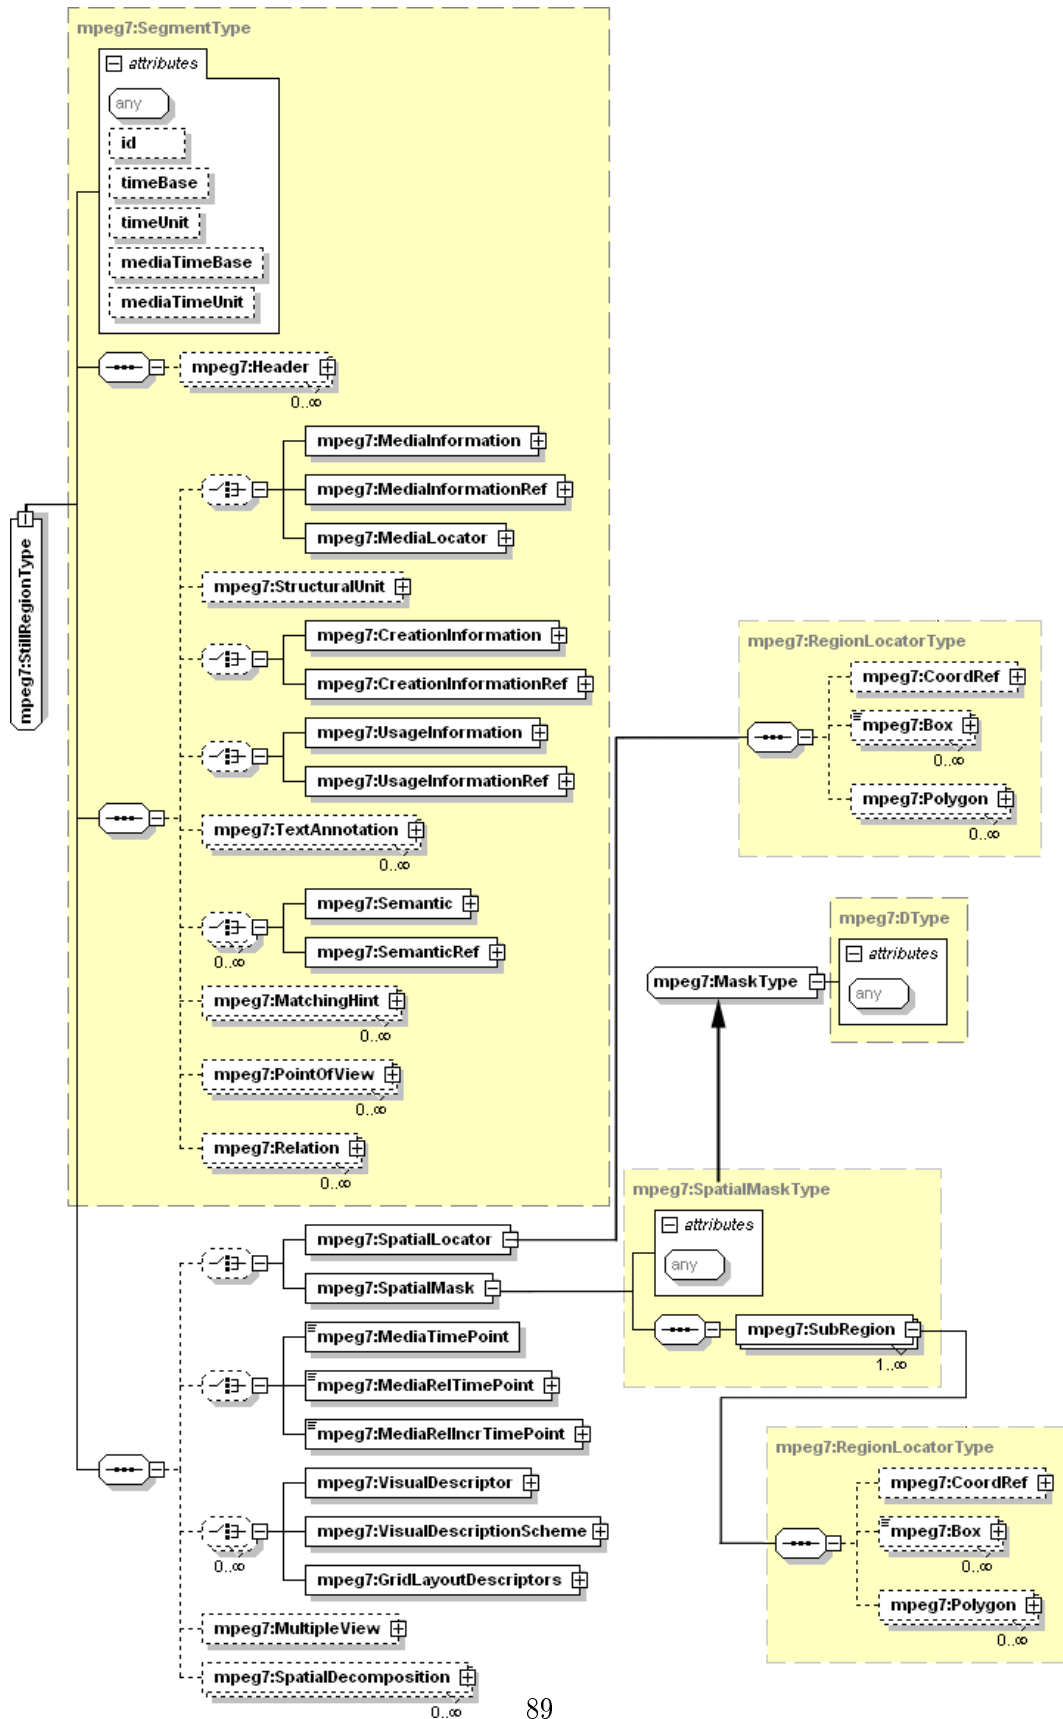 mpeg7:SegmentType
attributes
any
id
timeBase
timeUnit
mediaTimeBase
mediaTimeUnit
mpeg7:Header
0..∞
mpeg7:StillRegionType
mpeg7:MediaInformation
mpeg7:MediaInformationRef
mpeg7:MediaLocator
mpeg7:StructuralUnit
mpeg7:CreationInformation
mpeg7:CreationInformationRef
mpeg7:UsageInformation
mpeg7:UsageInformationRef
mpeg7:TextAnnotation
0..∞
mpeg7:Semantic
mpeg7:SemanticRef
0..∞
mpeg7:MatchingHint
0..∞
mpeg7:PointOfView
0..∞
mpeg7:Relation
0..∞
mpeg7:SpatialLocator
mpeg7:SpatialMask
mpeg7:MediaTimePoint
mpeg7:MediaRelTimePoint
mpeg7:MediaRelIncrTimePoint
mpeg7:VisualDescriptor
mpeg7:VisualDescriptionScheme
mpeg7:GridLayoutDescriptors
0..∞
mpeg7:MultipleView
mpeg7:SpatialDecomposition
0..∞
mpeg7:RegionLocatorType
mpeg7:CoordRef
mpeg7:Box
0..∞
mpeg7:Polygon
0..∞
mpeg7:DType
attributes
any
mpeg7:MaskType
mpeg7:SpatialMaskType
attributes
any
mpeg7:SubRegion
1..∞
mpeg7:RegionLocatorType
mpeg7:CoordRef
mpeg7:Box
0..∞
mpeg7:Polygon
0..∞
89